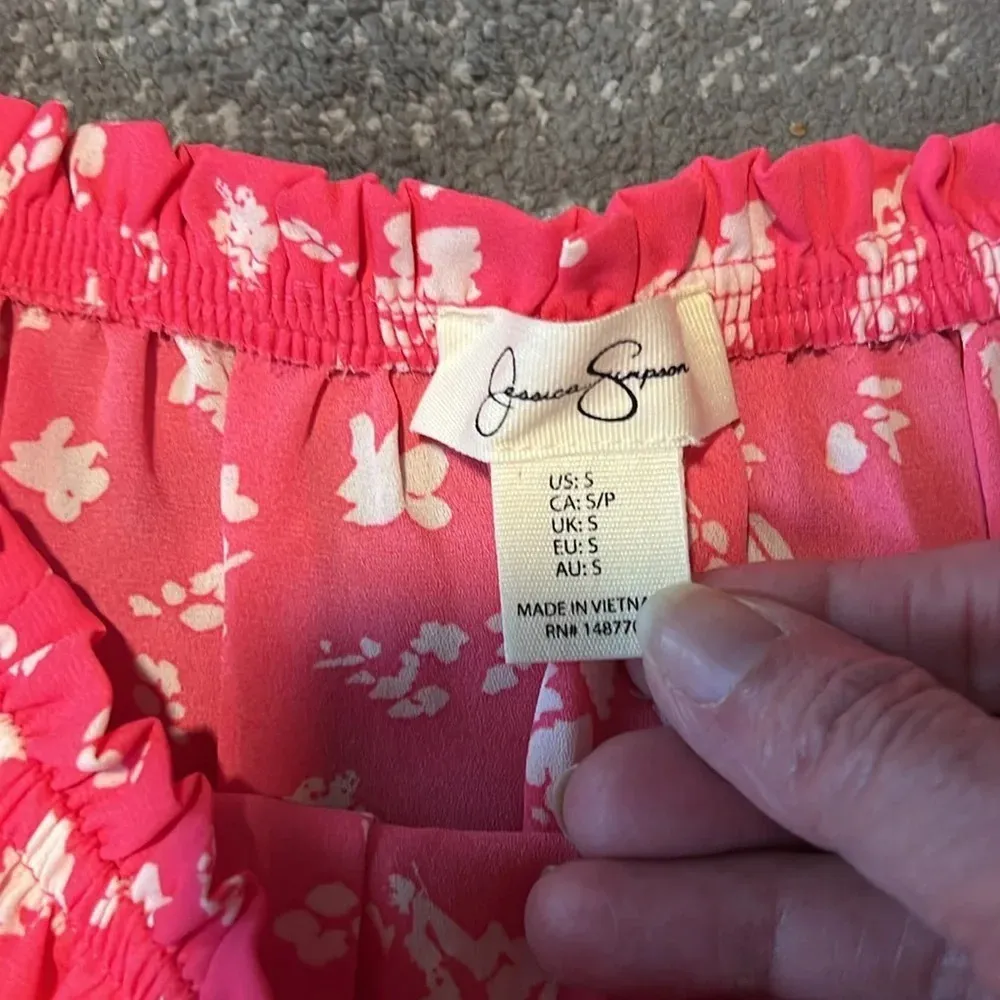 Jessica Simpson
US: S
CA: S/P
UK: S
EU: S
AU: S
MADE IN VIETNA
RN# 14877